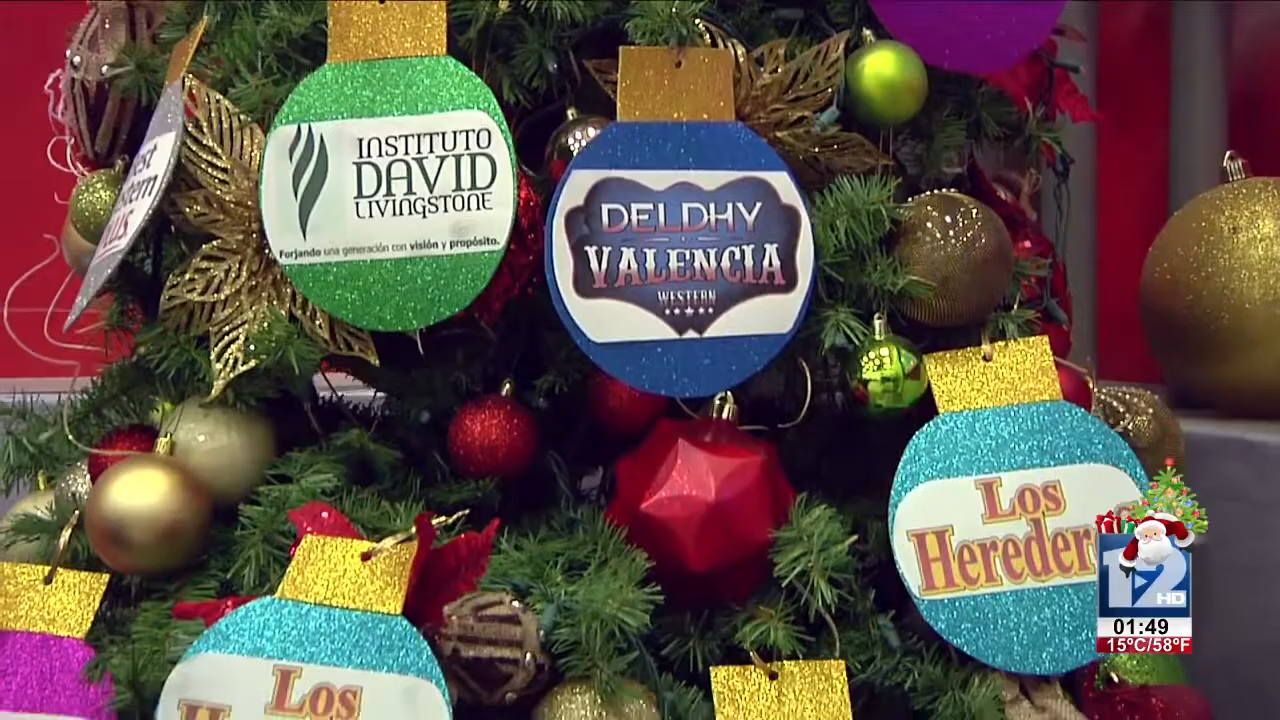 INSTITUTO
DAVID
LIVINGSTONE
Forjando una generación con visión y propósito.
DELDHY
VALENCIA
WESTERN
Los
12
HD
01:49
15°C/58°F
Los